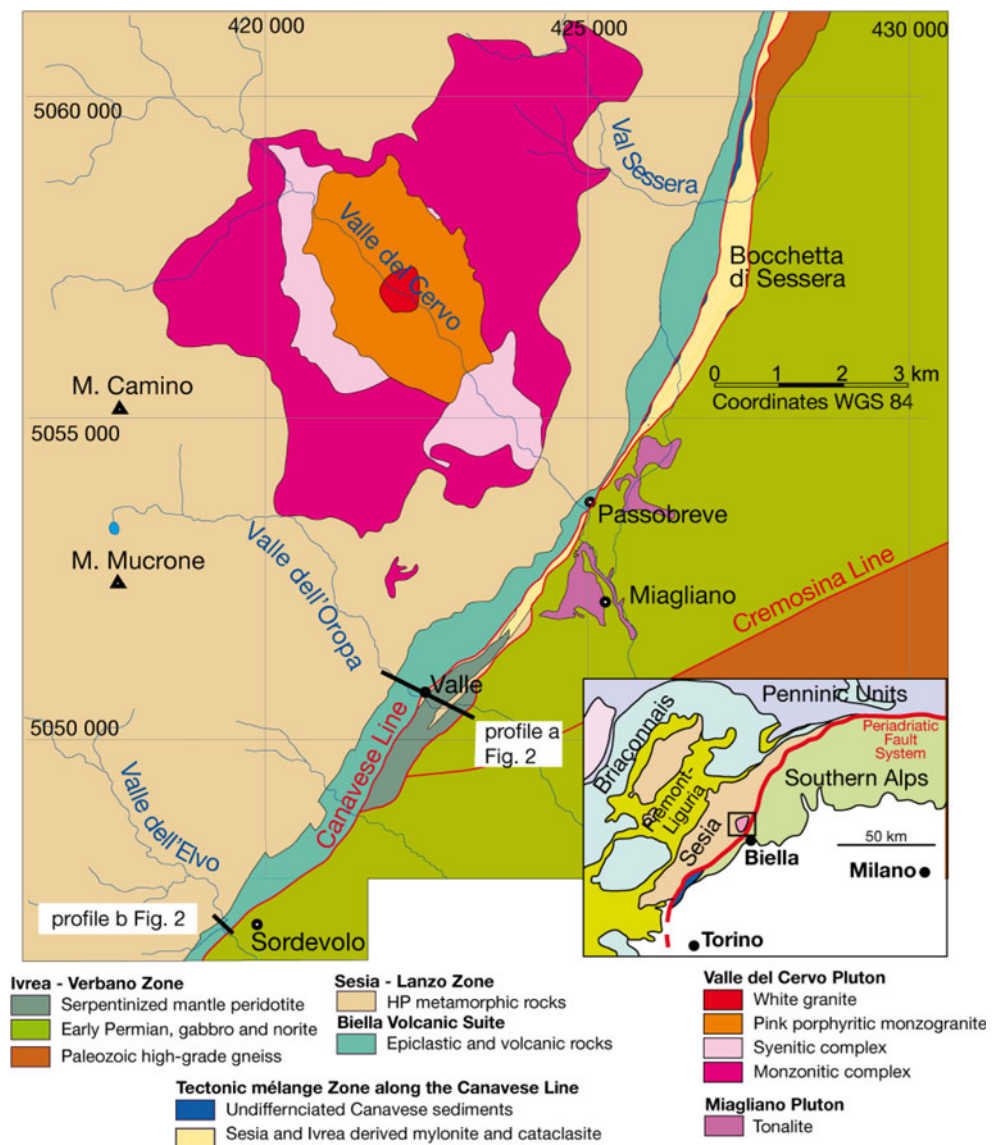 420 000
425 000
430 000
5060 000
Val Sessera
Valle del Cervo
Bocchetta
di Sessera
M. Camino
0 1 2 3 km
Coordinates WGS 84
5055 000
Passobreve
M. Mucrone
Valle dell'Oropa
Miagliano
Cremosina Line
Valle
5050 000
profile a
Fig. 2
Canavese Line
Valle dell'Elvo
profile b Fig. 2
Sordevolo
Penninic Units
Periadriatic
Fault
System
Briaconnais
Piemont-
Liguria
Southern Alps
Sesia
50 km
Biella
Milano
Torino
Ivrea - Verbano Zone
Serpentinized mantle peridotite
Early Permian, gabbro and norite
Paleozoic high-grade gneiss
Sesia - Lanzo Zone
HP metamorphic rocks
Biella Volcanic Suite
Epiclastic and volcanic rocks
Valle del Cervo Pluton
White granite
Pink porphyritic monzogranite
Syenitic complex
Monzonitic complex
Tectonic mélange Zone along the Canavese Line
Undiffernciated Canavese sediments
Sesia and Ivrea derived mylonite and cataclasite
Miagliano Pluton
Tonalite